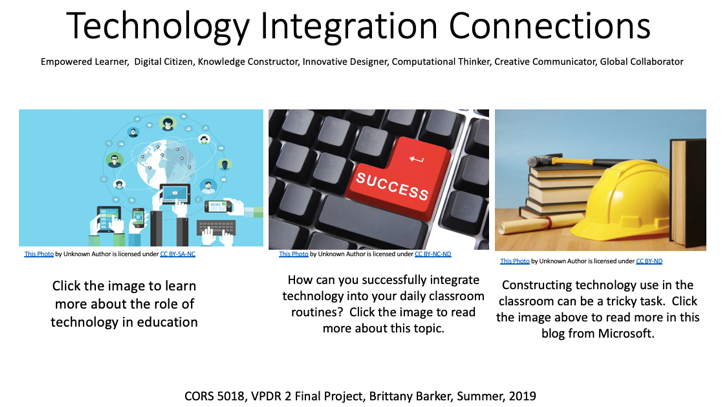 Technology Integration Connections
Empowered Learner,  Digital Citizen, Knowledge Constructor, Innovative Designer, Computational Thinker, Creative Communicator, Global Collaborator
SUCCESS
This Photo by Unknown Author is licensed under CC BY-SA-NC
This Photo by Unknown Author is licensed under CC BY-NC-ND
This Photo by Unknown Author is licensed under CC BY-ND
Click the image to learn
more about the role of
technology in education
How can you successfully integrate
technology into your daily classroom
routines?  Click the image to read
more about this topic.
Constructing technology use in the
classroom can be a tricky task.  Click
the image above to read more in this
blog from Microsoft.
CORS 5018, VPDR 2 Final Project, Brittany Barker, Summer, 2019